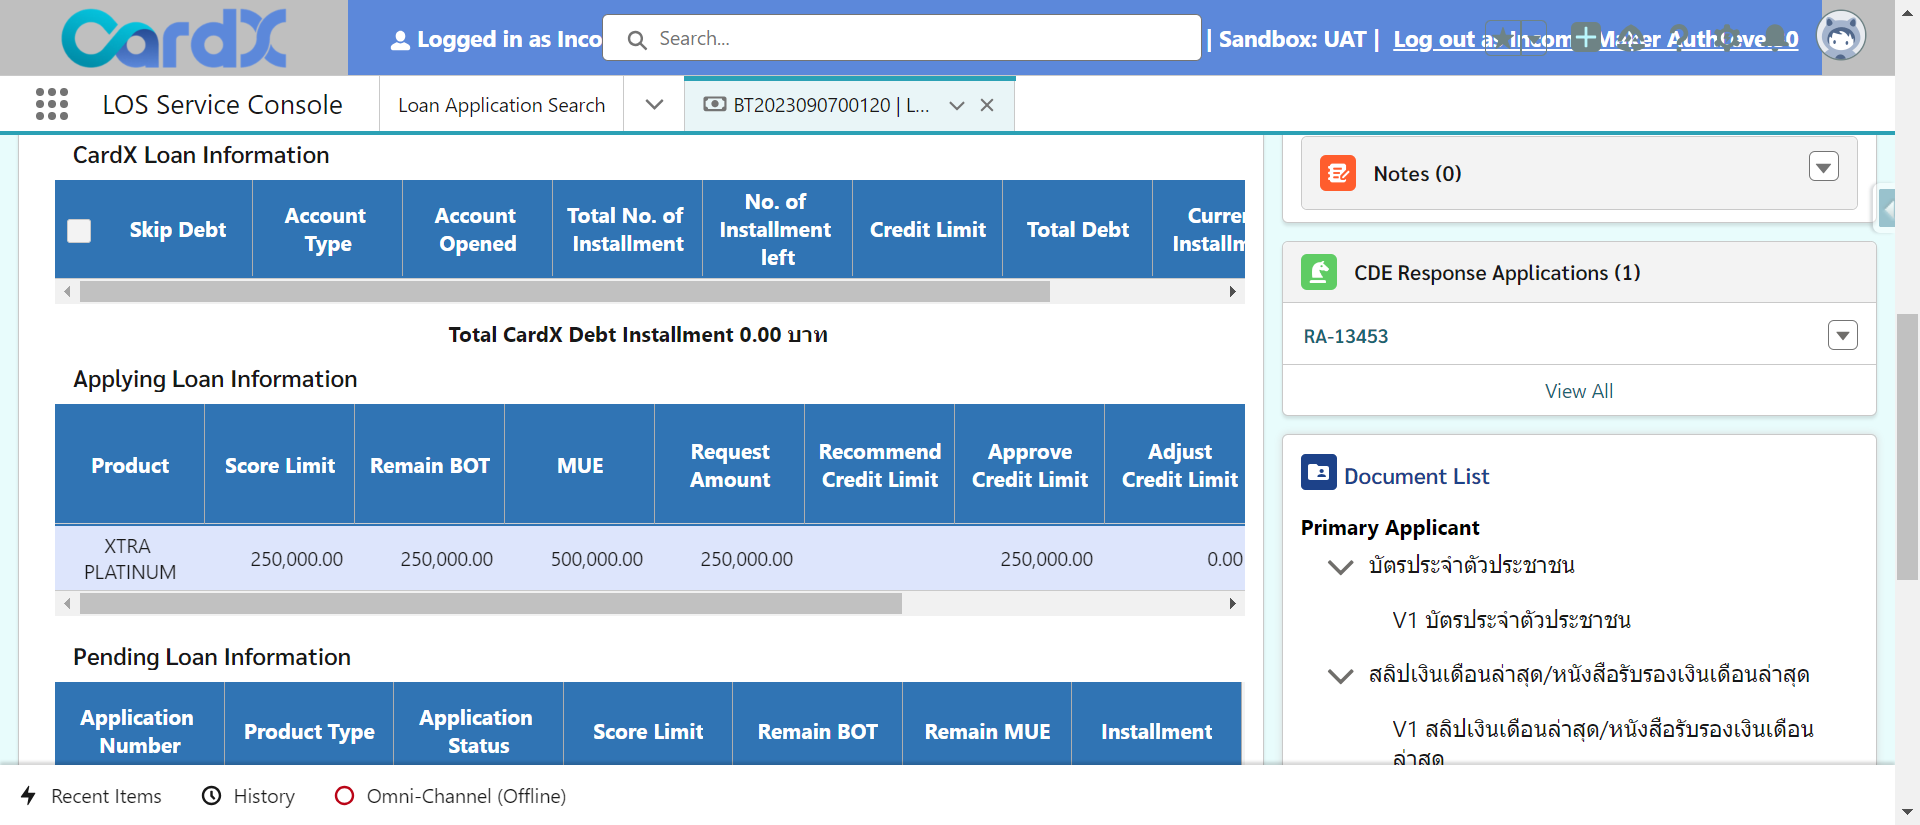 CardX
Logged in as Inco
Search...
| Sandbox: UAT |
LOS Service Console
Loan Application Search
BT2023090700120 | L...
CardX Loan Information
Skip Debt
Account Type
Account Opened
Total No. of Installment
No. of Installment left
Credit Limit
Total Debt
Total CardX Debt Installment 0.00 บาท
Applying Loan Information
Product
Score Limit
Remain BOT
MUE
Request Amount
Recommend Credit Limit
Approve Credit Limit
Adjust Credit Limit
XTRA PLATINUM
250,000.00
250,000.00
500,000.00
250,000.00
250,000.00
0.00
Pending Loan Information
Application Number
Product Type
Application Status
Score Limit
Remain BOT
Remain MUE
Installment
Notes (0)
CDE Response Applications (1)
RA-13453
View All
Document List
Primary Applicant
บัตรประจำตัวประชาชน
V1 บัตรประจำตัวประชาชน
สลิปเงินเดือนล่าสุด/หนังสือรับรองเงินเดือนล่าสุด
V1 สลิปเงินเดือนล่าสุด/หนังสือรับรองเงินเดือน
ล่าสุด
Recent Items
History
Omni-Channel (Offline)